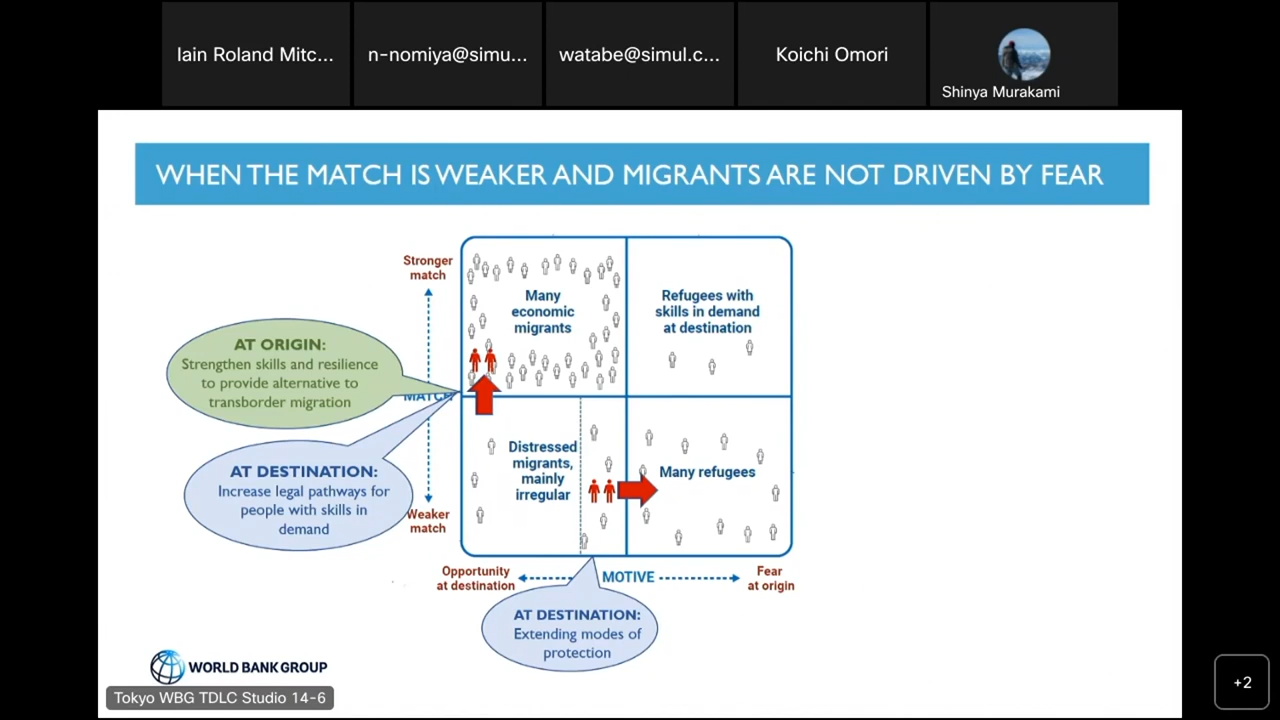 Iain Roland Mitc...
n-nomiya@simu...
watabe@simul.c...
Koichi Omori
Shinya Murakami
WHEN THE MATCH IS WEAKER AND MIGRANTS ARE NOT DRIVEN BY FEAR
Stronger
match
Many
economic
migrants
Refugees with
skills in demand
at destination
AT ORIGIN:
Strengthen skills and resilience
to provide alternative to
transborder migration
MATCH
AT DESTINATION:
Increase legal pathways for
people with skills in
demand
Weaker
match
Distressed
migrants,
mainly
irregular
Many refugees
Opportunity
at destination
MOTIVE
Fear
at origin
AT DESTINATION:
Extending modes of
protection
WORLD BANK GROUP
Tokyo WBG TDLC Studio 14-6
+2